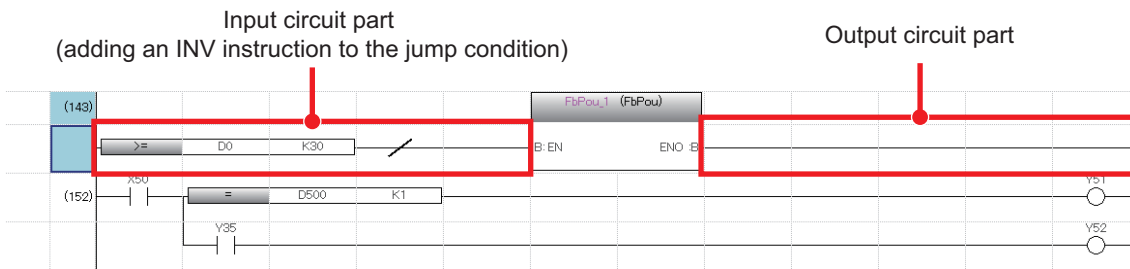 Input circuit part
(adding an INV instruction to the jump condition)
Output circuit part
(143)
FbPou_1 (FbPou)
>= D0 K30
B: EN ENO :B
(152)
X50
= D500 K1
Y51
Y35
Y52